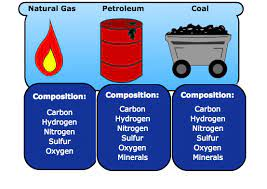 Natural Gas
Petroleum
Coal
Composition:
Carbon
Hydrogen
Nitrogen
Sulfur
Oxygen
Composition:
Carbon
Hydrogen
Nitrogen
Sulfur
Oxygen
Minerals
Composition:
Carbon
Hydrogen
Nitrogen
Sulfur
Oxygen
Minerals